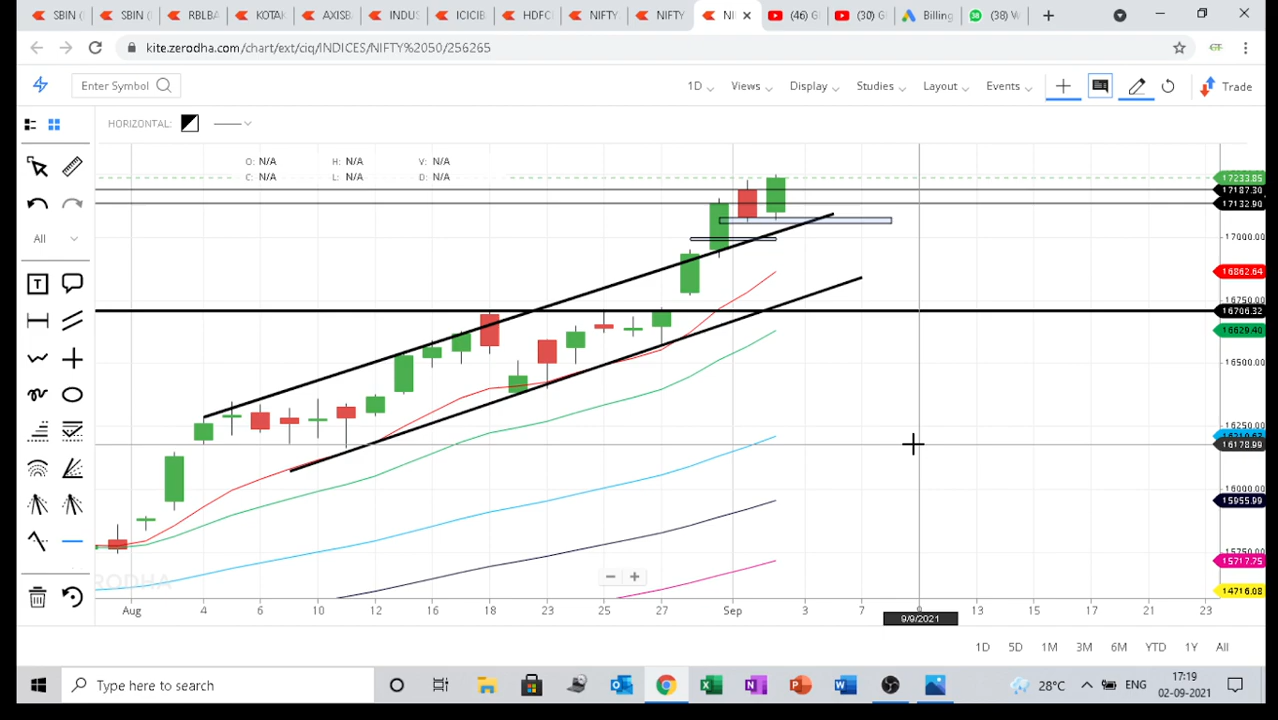 SBIN (
SBIN (
RBLBA
KOTAK
AXISB
INDUS
ICICIB
HDFC
NIFTY
NIFTY
NI
(46) G
(30) G
Billing
(38) W
kite.zerodha.com/chart/ext/ciq/INDICES/NIFTY%2050/256265
Enter Symbol
1D
Views
Display
Studies
Layout
Events
Trade
HORIZONTAL:
O: N/A H: N/A V: N/A
C: N/A L: N/A D: N/A
All
T
17233.85
17187.30
17132.90
17000.00
16862.64
16750.00
16706.32
16629.40
16500.00
16250.00
16178.99
16000.00
15955.99
15750.00
15717.75
14716.08
RODHA
Aug 4 6 10 12 16 18 23 25 27 Sep 3 7 9 13 15 17 21 23
9/9/2021
1D 5D 1M 3M 6M YTD 1Y All
Type here to search
28°C
ENG
17:19
02-09-2021